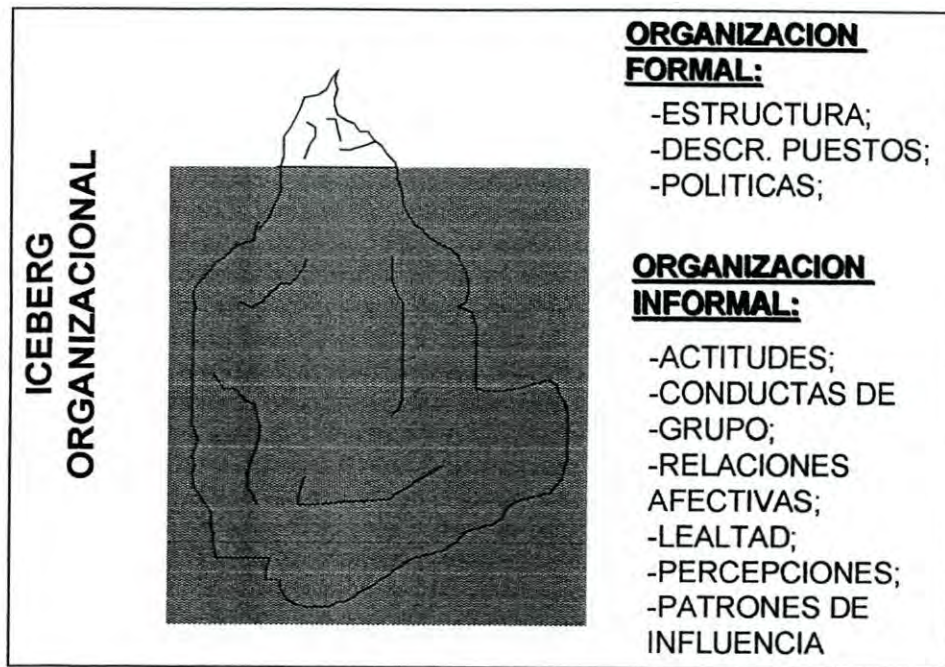 ICEBERG
ORGANIZACIONAL
ORGANIZACION
FORMAL:
-ESTRUCTURA;
-DESCR. PUESTOS;
-POLITICAS;
ORGANIZACION
INFORMAL:
-ACTITUDES;
-CONDUCTAS DE
-GRUPO;
-RELACIONES
AFECTIVAS;
-LEALTAD;
-PERCEPCIONES;
-PATRONES DE
INFLUENCIA